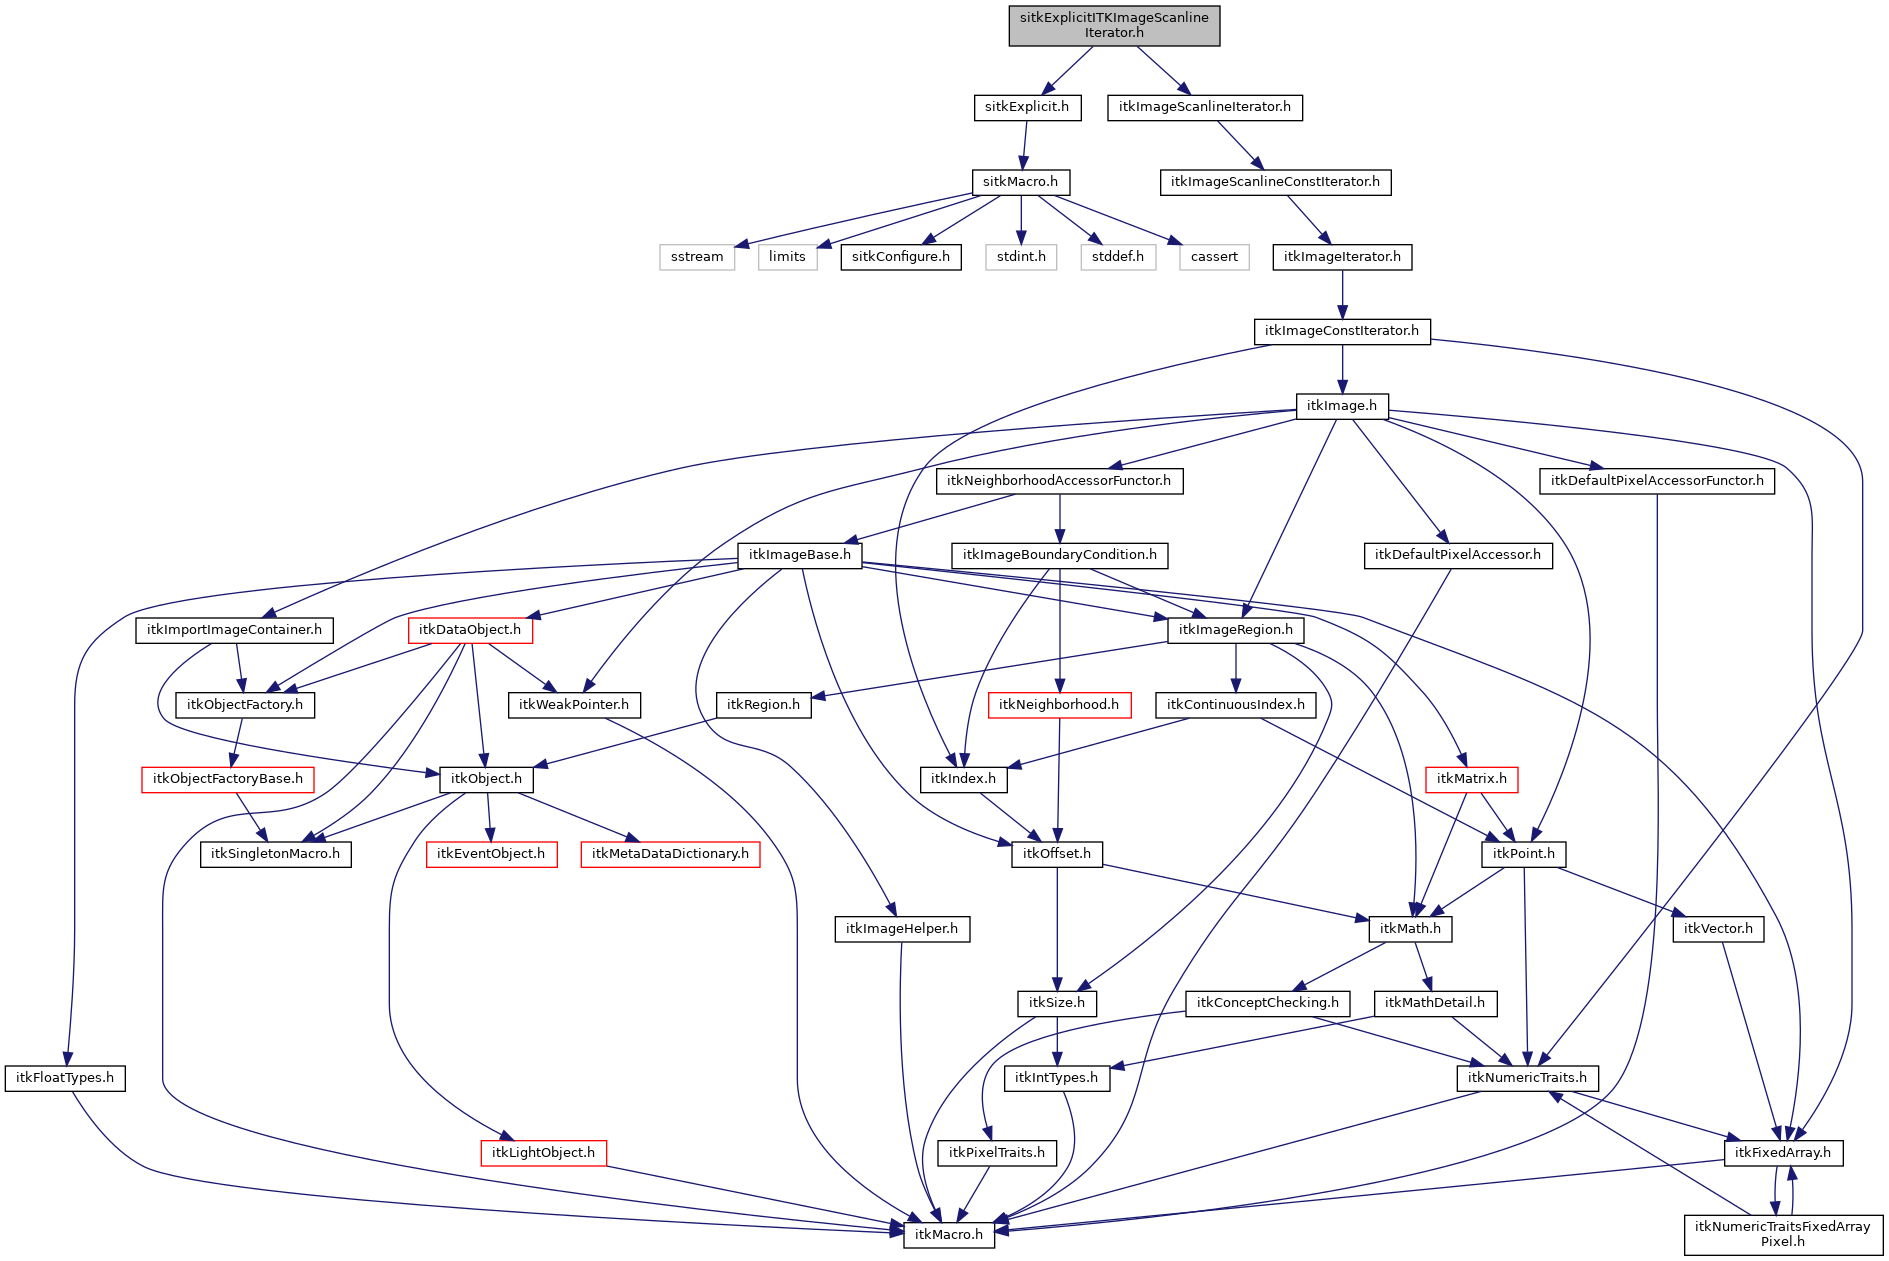 sitkExplicitITKImageScanline
Iterator.h
sitkExplicit.h
itkImageScanlineIterator.h
sitkMacro.h
itkImageScanlineConstIterator.h
sstream
limits
sitkConfigure.h
stdint.h
stddef.h
cassert
itkImageIterator.h
itkImageConstIterator.h
itkImage.h
itkNeighborhoodAccessorFunctor.h
itkDefaultPixelAccessorFunctor.h
itkImageBase.h
itkImageBoundaryCondition.h
itkDefaultPixelAccessor.h
itkImportImageContainer.h
itkDataObject.h
itkImageRegion.h
itkObjectFactory.h
itkWeakPointer.h
itkRegion.h
itkNeighborhood.h
itkContinuousIndex.h
itkObjectFactoryBase.h
itkObject.h
itkIndex.h
itkMatrix.h
itkSingletonMacro.h
itkEventObject.h
itkMetaDataDictionary.h
itkOffset.h
itkPoint.h
itkImageHelper.h
itkMath.h
itkVector.h
itkSize.h
itkConceptChecking.h
itkMathDetail.h
itkFloatTypes.h
itkIntTypes.h
itkNumericTraits.h
itkLightObject.h
itkPixelTraits.h
itkFixedArray.h
itkMacro.h
itkNumericTraitsFixedArray
Pixel.h